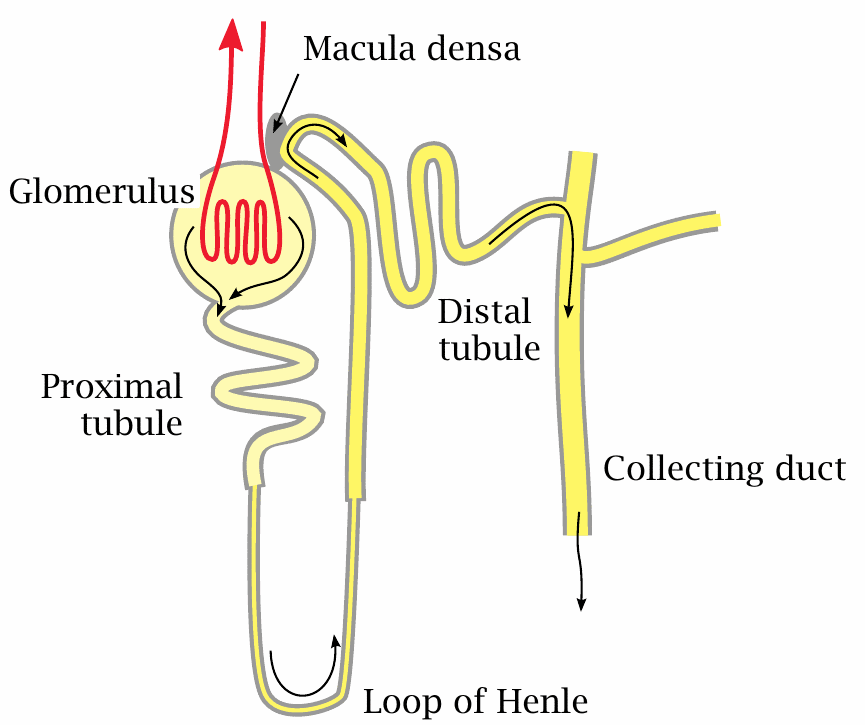 Macula densa
Glomerulus
Distal
tubule
Proximal
tubule
Collecting duct
Loop of Henle